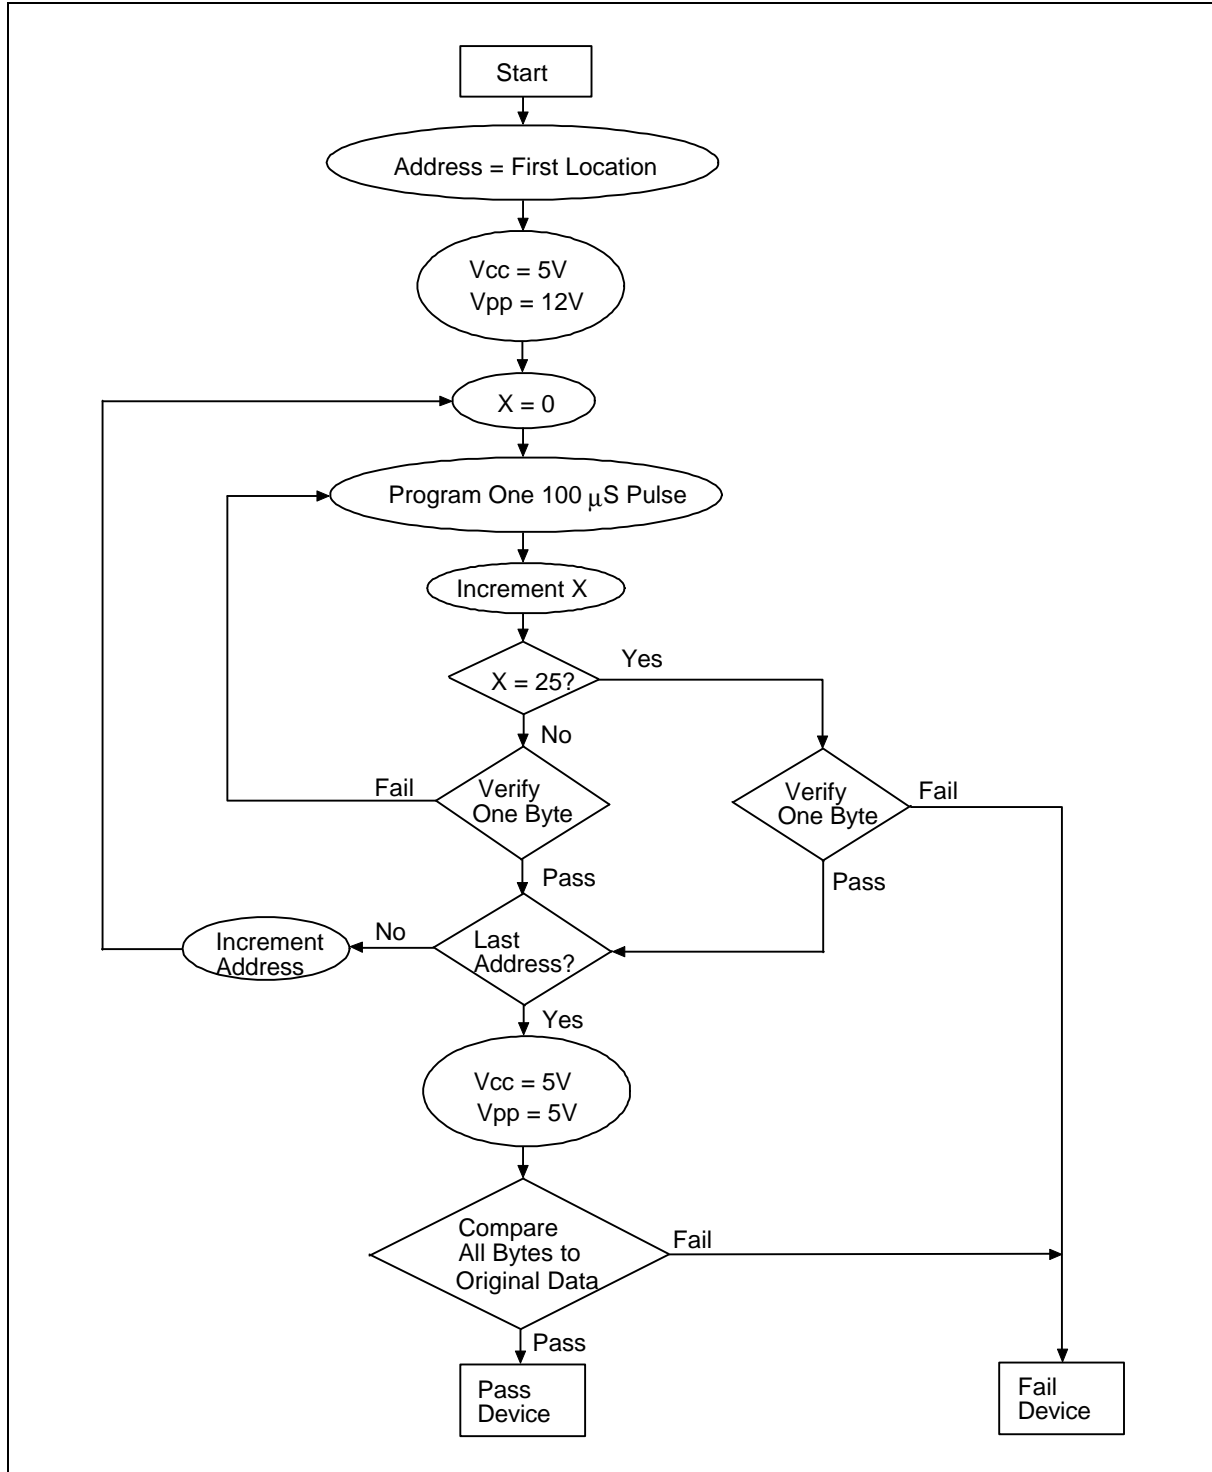 Start
Address = First Location
Vcc = 5V
Vpp = 12V
X = 0
Program One 100 μS Pulse
Increment X
X = 25?
Yes
No
Verify
One Byte
Fail
Pass
Verify
One Byte
Fail
Pass
Last
Address?
No
Increment
Address
Yes
Vcc = 5V
Vpp = 5V
Compare
All Bytes to
Original Data
Fail
Pass
Pass
Device
Fail
Device